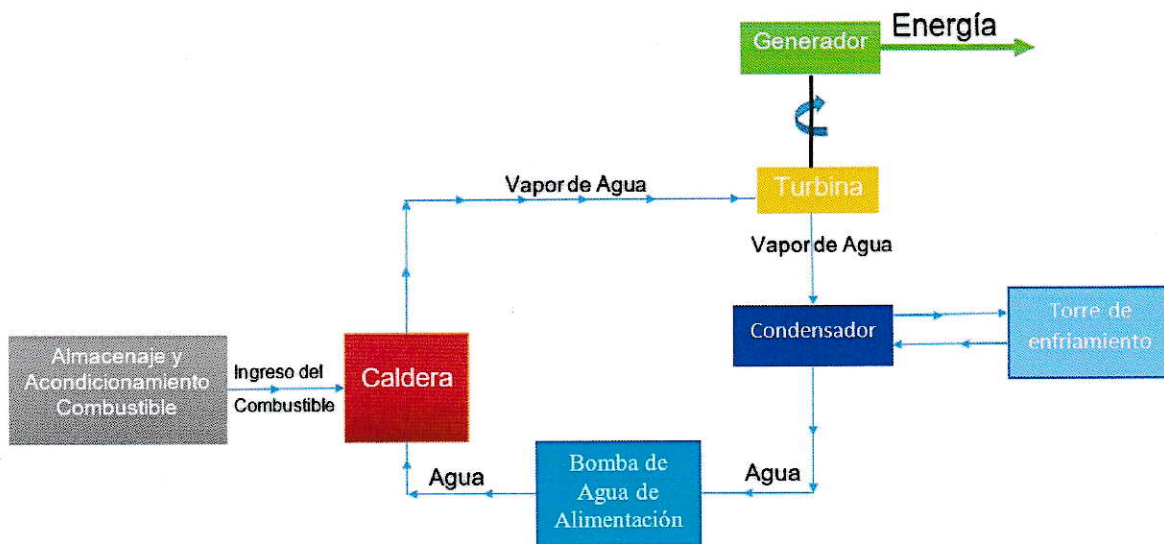 Energía
Generador
Vapor de Agua
Turbina
Vapor de Agua
Condensador
Torre de
enfriamiento
Almacenaje y
Acondicionamiento
Combustible
Ingreso del
Combustible
Caldera
Agua
Bomba de
Agua de
Alimentación
Agua